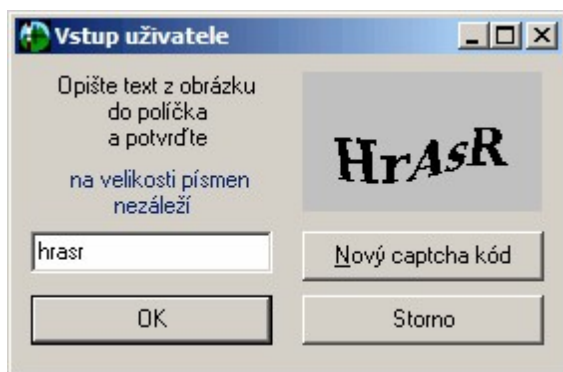 Vstup uživatele
Opište text z obrázku
do políčka
a potvrďte
na velikosti písmen
nezáleží
HrAsR
hrasr
Nový captcha kód
OK
Storno